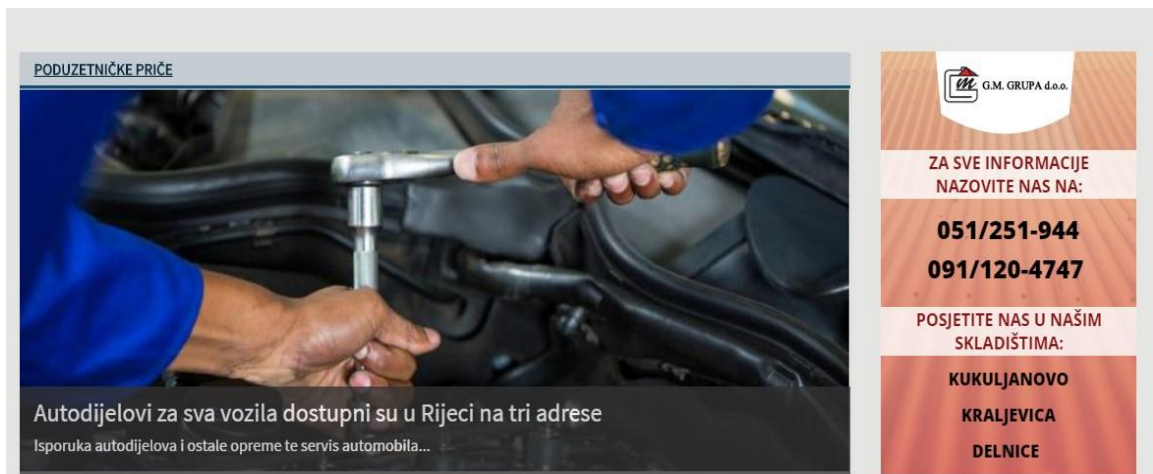 PODUZETNIČKE PRIČE
Autodijelovi za sva vozila dostupni su u Rijeci na tri adrese
Isporuka autodijelova i ostale opreme te servis automobila...
G.M. GRUPA d.o.o.
ZA SVE INFORMACIJE
NAZOVITE NAS NA:
051/251-944
091/120-4747
POSJETITE NAS U NAŠIM
SKLADIŠTIMA:
KUKULJANOVO
KRALJEVICA
DELNICE